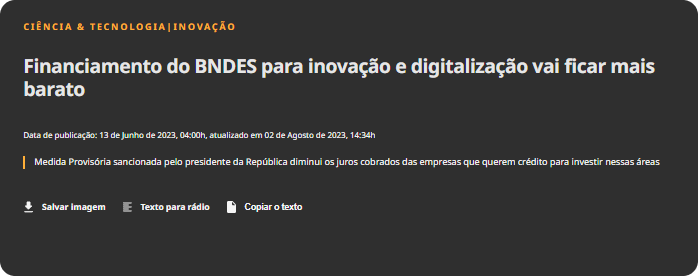 CIÊNCIA & TECNOLOGIA|INOVAÇÃO
Financiamento do BNDES para inovação e digitalização vai ficar mais
barato
Data de publicação: 13 de Junho de 2023, 04:00h, atualizado em 02 de Agosto de 2023, 14:34h
Medida Provisória sancionada pelo presidente da República diminui os juros cobrados das empresas que querem crédito para investir nessas áreas
Salvar imagem Texto para rádio Copiar o texto